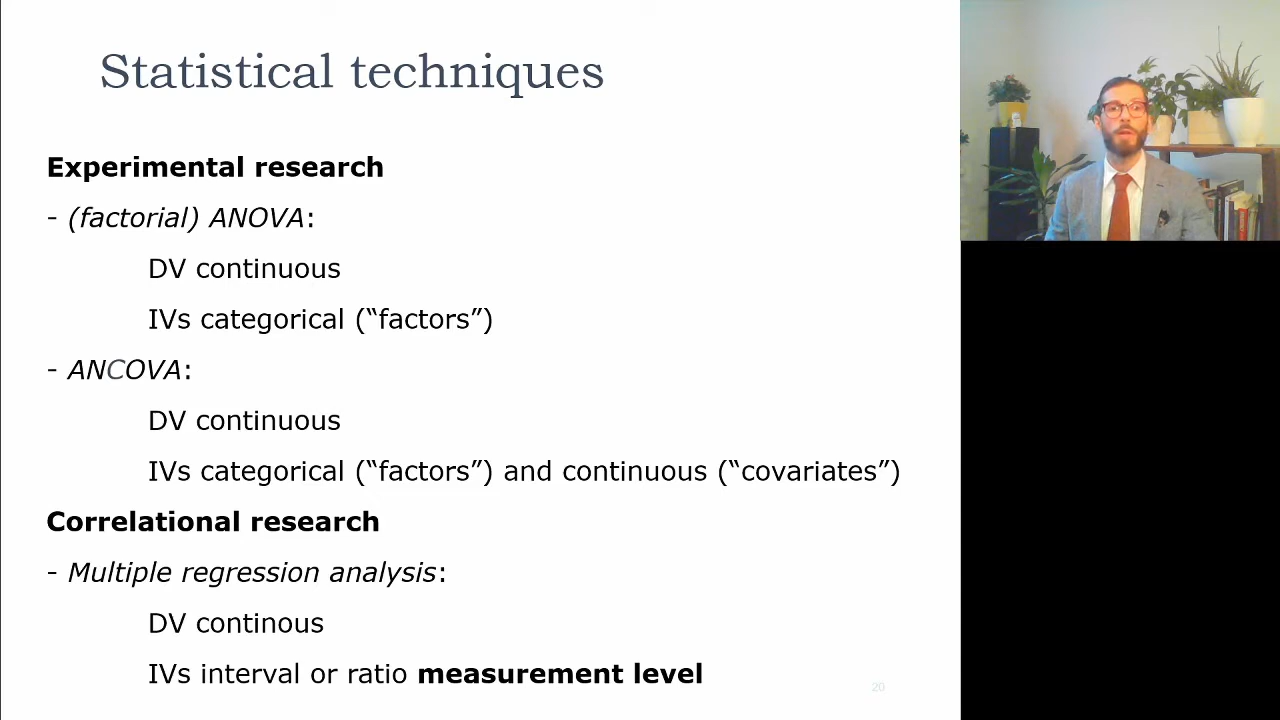 Statistical techniques
Experimental research
- (factorial) ANOVA:
DV continuous
IVs categorical (“factors”)
- ANCOVA:
DV continuous
IVs categorical (“factors”) and continuous (“covariates”)
Correlational research
- Multiple regression analysis:
DV continous
IVs interval or ratio measurement level
20